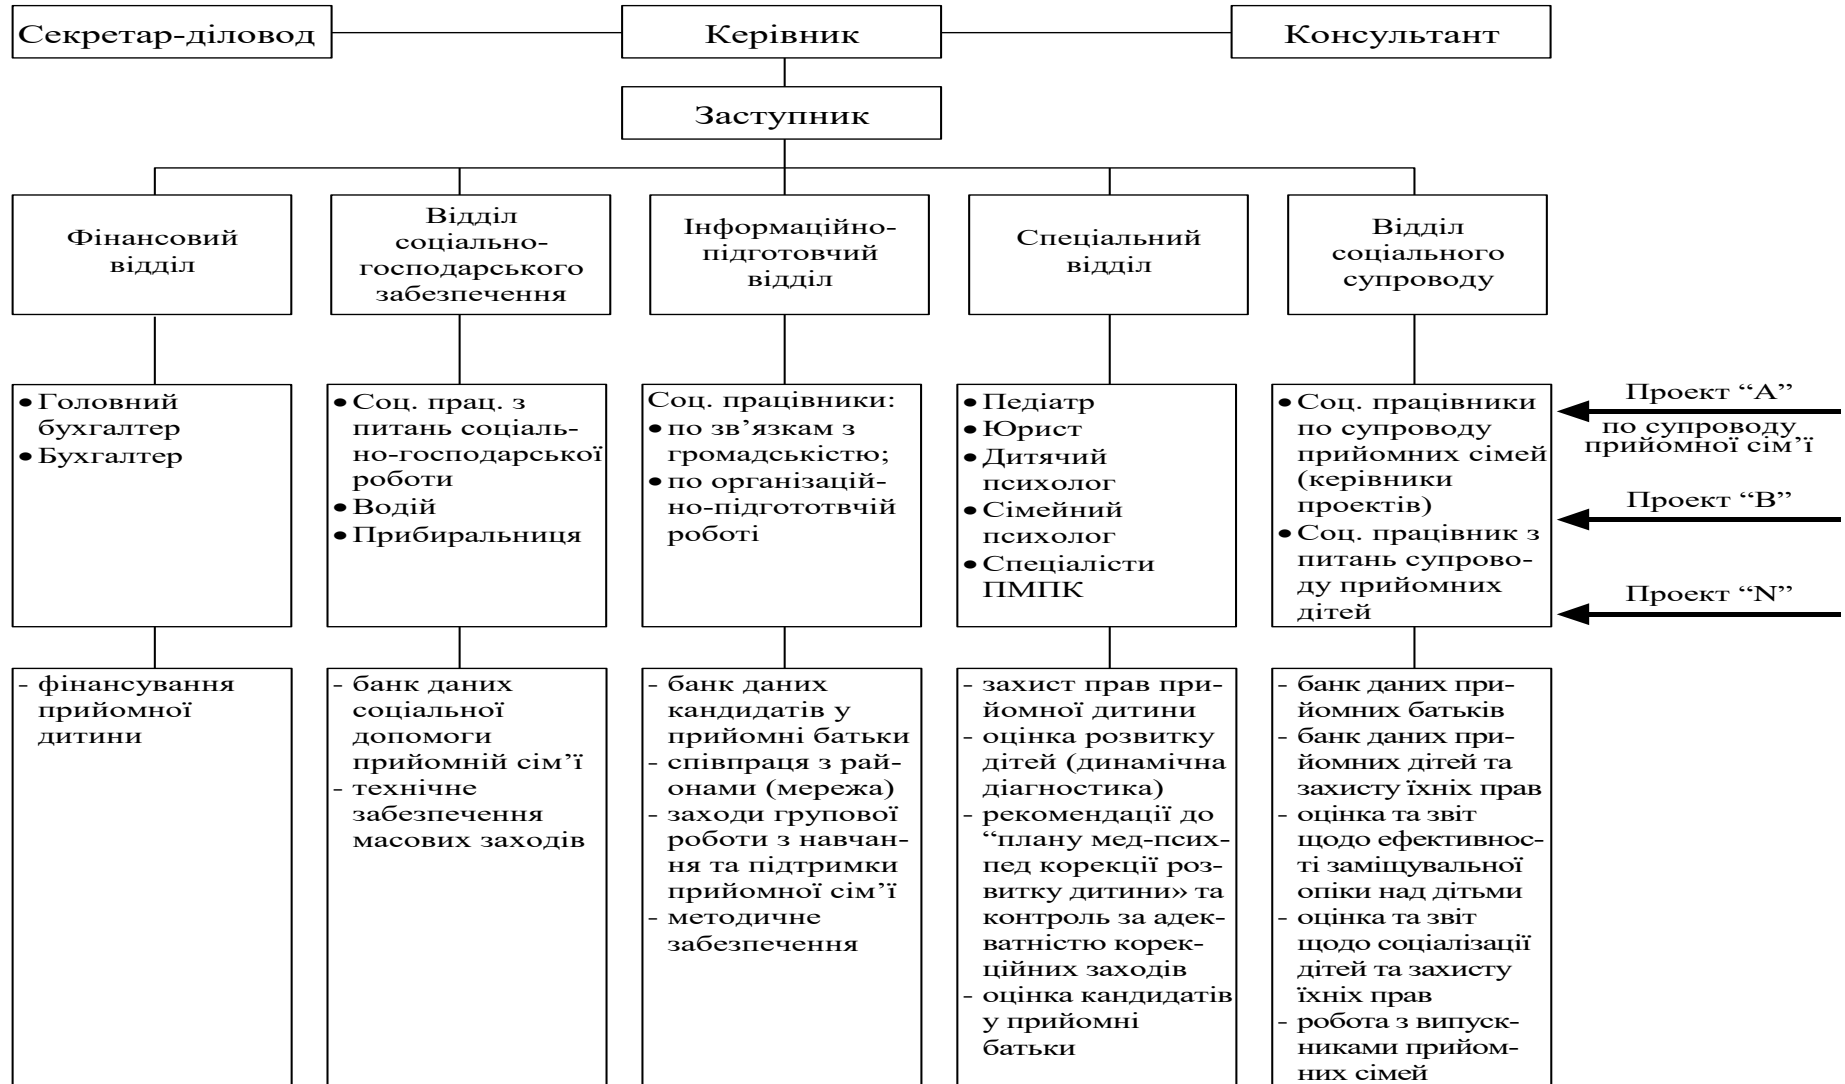 Секретар-діловод
Керівник
Консультант
Заступник
Фінансовий
відділ
Відділ
соціально-
господарського
забезпечення
Інформаційно-
підготовчий
відділ
Спеціальний
відділ
Відділ
соціального
супроводу
• Головний
бухгалтер
• Бухгалтер
• Соц. прац. з
питань соціаль-
но-господарської
роботи
• Водій
• Прибиральниця
Соц. працівники:
• по зв’язкам з
громадськістю;
• по організацій-
но-підгототвчій
роботі
• Педіатр
• Юрист
• Дитячий
психолог
• Сімейний
психолог
• Спеціалісти
ПМПК
• Соц. працівники
по супроводу
прийомних сімей
(керівники
проектів)
• Соц. працівник з
питань супрово-
ду прийомних
дітей
Проект “А”
по супроводу
прийомної сім’ї
Проект “В”
Проект “N”
- фінансування
прийомної
дитини
- банк даних
соціальної
допомоги
прийомній сім’ї
- технічне
забезпечення
масових заходів
- банк даних
кандидатів у
прийомні батьки
- співпраця з рай-
онами (мережа)
- заходи групової
роботи з навчан-
ня та підтримки
прийомної сім’ї
- методичне
забезпечення
- захист прав при-
йомної дитини
- оцінка розвитку
дітей (динамічна
діагностика)
- рекомендації до
“плану мед-псих-
пед корекції роз-
витку дитини» та
контроль за адек-
ватністю корек-
ційних заходів
- оцінка кандидатів
у прийомні
батьки
- банк даних при-
йомних батьків
- банк даних при-
йомних дітей та
захисту їхніх прав
- оцінка та звіт
щодо ефективнос-
ті заміщувальної
опіки над дітьми
- оцінка та звіт
щодо соціалізації
дітей та захисту
їхніх прав
- робота з випуск-
никами прийом-
них сімей